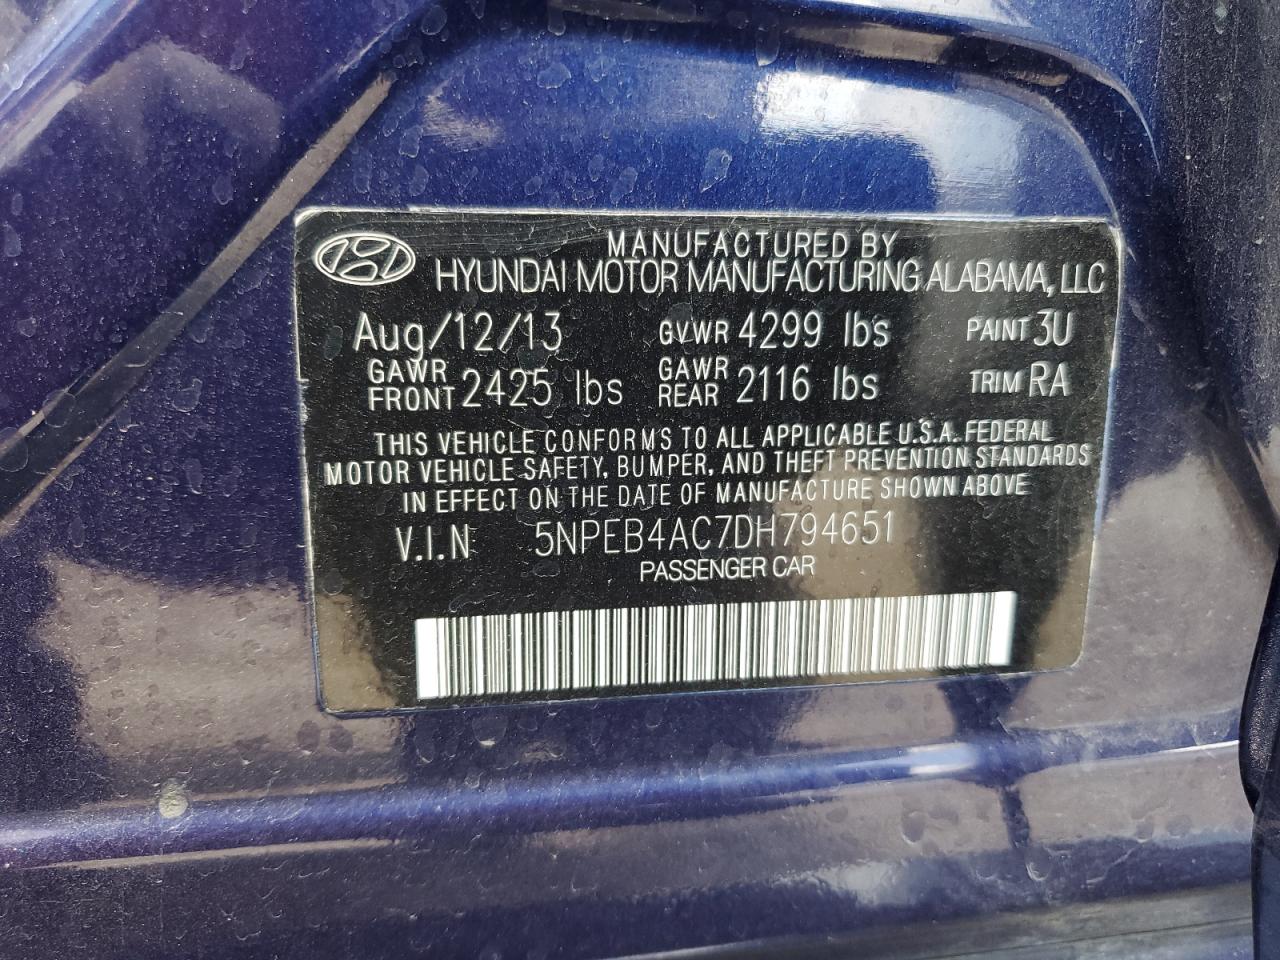 MANUFACTURED BY
HYUNDAI MOTOR MANUFACTURING ALABAMA, LLC
Aug/12/13 GVWR 4299 lbs PAINT 3U
GAWR FRONT 2425 lbs GAWR REAR 2116 lbs TRIM RA
THIS VEHICLE CONFORMS TO ALL APPLICABLE U.S.A. FEDERAL
MOTOR VEHICLE SAFETY, BUMPER, AND THEFT PREVENTION STANDARDS
IN EFFECT ON THE DATE OF MANUFACTURE SHOWN ABOVE
V.I.N 5NPEB4AC7DH794651
PASSENGER CAR